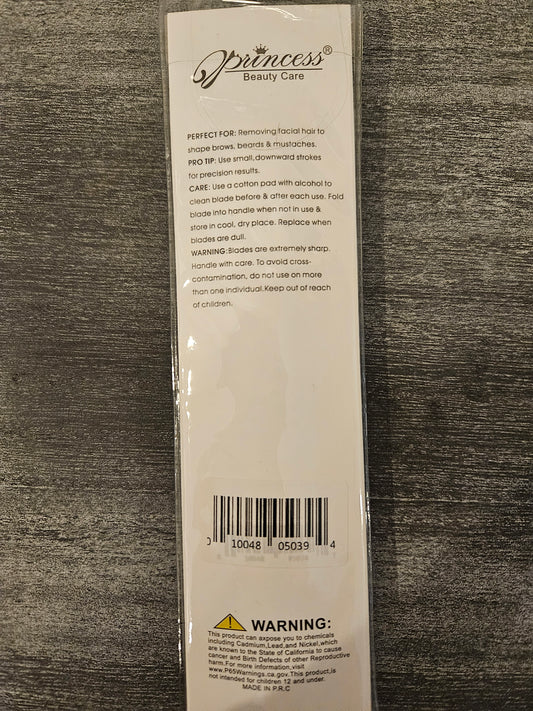 Princess®
Beauty Care
PERFECT FOR: Removing facial hair to
shape brows, beards & mustaches.
PRO TIP: Use small,downward strokes
for precision results.
CARE: Use a cotton pad with alcohol to
clean blade before & after each use. Fold
blade into handle when not in use &
store in cool, dry place. Replace when
blades are dull.
WARNING:Blades are extremely sharp.
Handle with care. To avoid cross-
contamination, do not use on more
than one individual.Keep out of reach
of children.
0 10048 05039 4
WARNING:
This product can axpose you to chemicals
including Cadmium,Lead,and Nickel,which
are known to the State of California to cause
cancer and Birth Defects of other Reproductive
harm.For more information,visit
www.P65Warnings.ca.gov.This product,is
not intended for children 12 and under.
MADE IN P.R.C